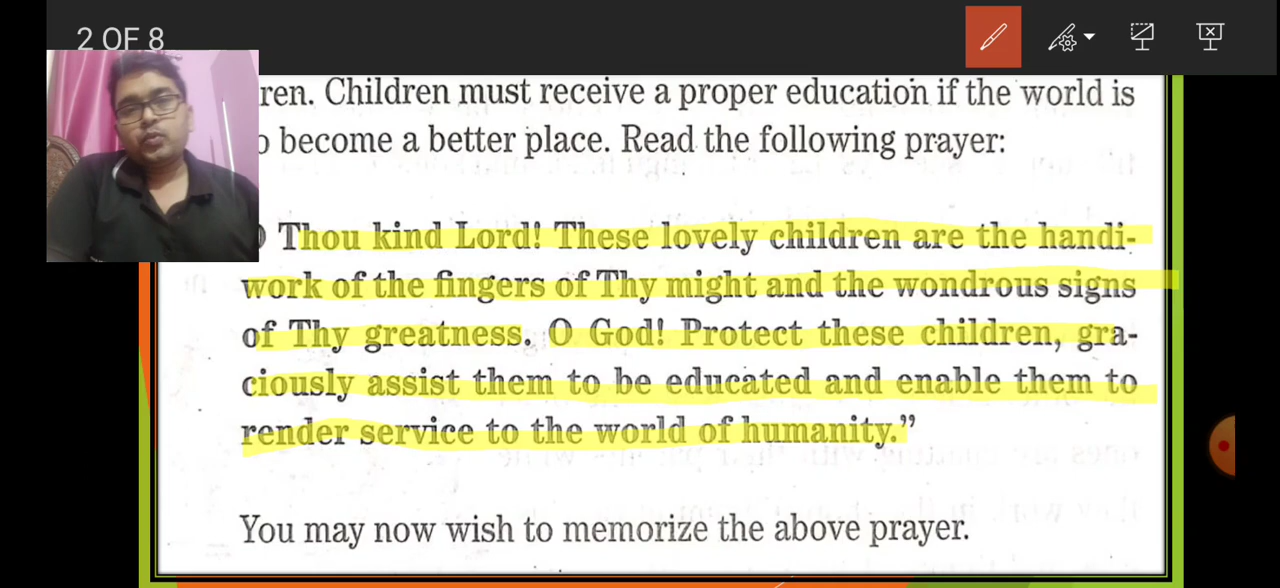 2 OF 8
ren. Children must receive a proper education if the world is
become a better place. Read the following prayer:
Thou kind Lord! These lovely children are the handi-
work of the fingers of Thy might and the wondrous signs
of Thy greatness. O God! Protect these children, gra-
ciously assist them to be educated and enable them to
render service to the world of humanity.”
You may now wish to memorize the above prayer.